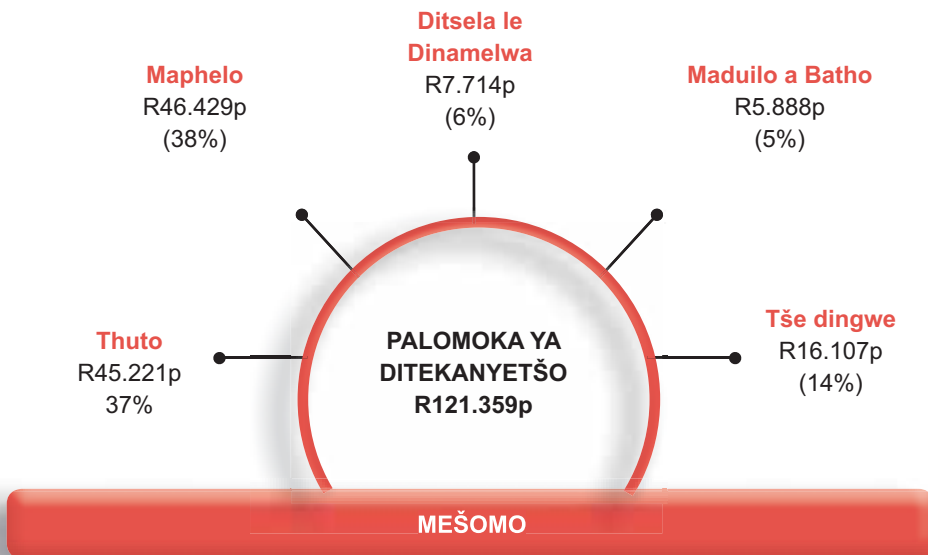 Ditsela le
Dinamelwa
R7.714p
(6%)
Maphelo
R46.429p
(38%)
Maduilo a Batho
R5.888p
(5%)
Thuto
R45.221p
37%
PALOMOKA YA
DITEKANYETŠO
R121.359p
Tše dingwe
R16.107p
(14%)
MEŠOMO